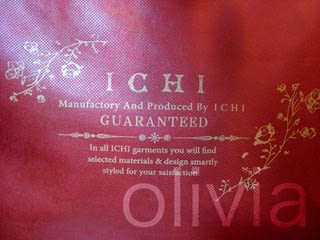 ICHI
Manufactory And Produced By ICHI
GUARANTEED
In all ICHI garments you will find
selected materials & design smartly
styled for your saisfaction
olivia